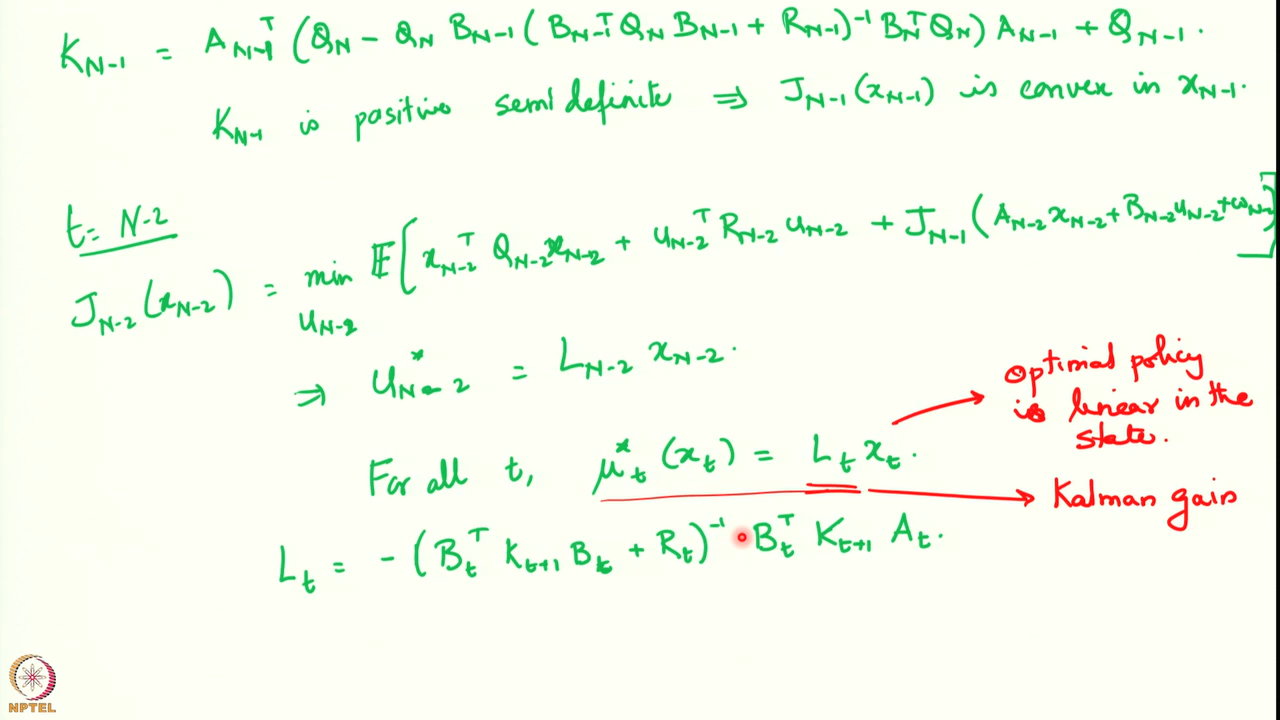 K_{N-1} = A_{N-1}^T (Q_N - Q_N B_{N-1} (B_{N-1}^T Q_N B_{N-1} + R_{N-1})^{-1} B_N^T Q_N) A_{N-1} + Q_{N-1}.
K_{N-1} is positive semidefinite ⇒ J_{N-1}(x_{N-1}) is convex in x_{N-1}.
t = N-2
J_{N-2}(x_{N-2}) = min_{u_{N-2}} 𝔼[x_{N-2}^T Q_{N-2} x_{N-2} + u_{N-2}^T R_{N-2} u_{N-2} + J_{N-1}(A_{N-2} x_{N-2} + B_{N-2} u_{N-2} + ω_{N-2})]
⇒ u_{N-2}^* = L_{N-2} x_{N-2}.
Optimal policy
is linear in the
state.
For all t, μ_t^*(x_t) = L_t x_t.
Kalman gain
L_t = - (B_t^T K_{t+1} B_t + R_t)^{-1} B_t^T K_{t+1} A_t.
NPTEL